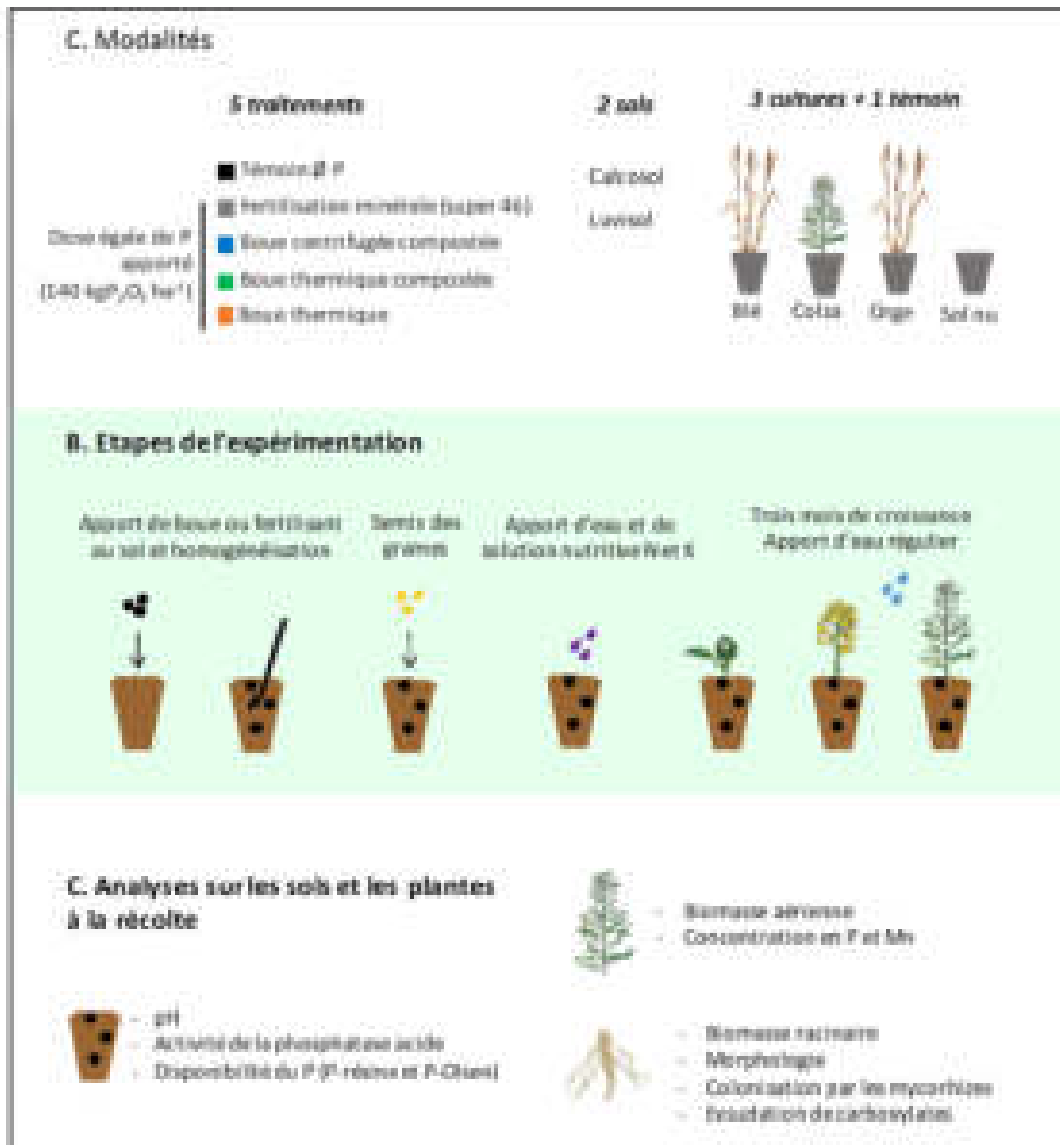 C. Modalités
5 traitements
2 sols
3 cultures + 1 témoin
Témoin Ø P
Fertilisation minérale (super 46)
Boue centrifugée compostée
Boue thermique compostée
Boue thermique
Dose égale de P
apporté
(140 kgP₂O₅ ha⁻¹)
Calcosol
Luvisol
Blé
Colza
Orge
Sol nu
B. Etapes de l'expérimentation
Apport de boue ou fertilisant
au sol et homogénéisation
Semis des
graines
Apport d'eau et de
solution nutritive N et K
Trois mois de croissance
Apport d'eau régulier
C. Analyses sur les sols et les plantes
à la récolte
- Biomasse aérienne
- Concentration en P et Mn
- pH
- Activité de la phosphatase acide
- Disponibilité du P (P-résine et P-Olsen)
- Biomasse racinaire
- Morphologie
- Colonisation par les mycorhizes
- Exsudation de carboxylates